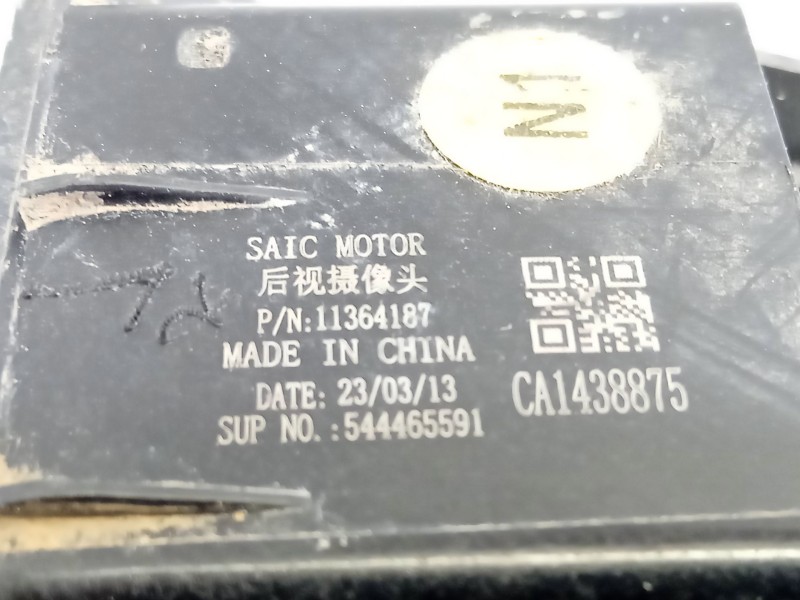 N1
SAIC MOTOR
后视摄像头
P/N:11364187
MADE IN CHINA
DATE: 23/03/13
SUP NO.:544465591
CA1438875